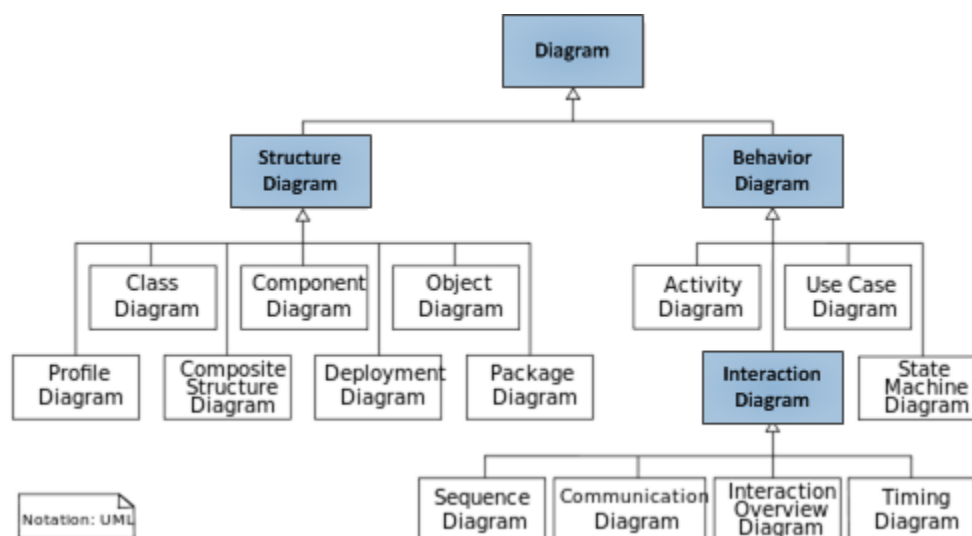 Diagram
Structure
Diagram
Behavior
Diagram
Class
Diagram
Component
Diagram
Object
Diagram
Activity
Diagram
Use Case
Diagram
Profile
Diagram
Composite
Structure
Diagram
Deployment
Diagram
Package
Diagram
Interaction
Diagram
State
Machine
Diagram
Sequence
Diagram
Communication
Diagram
Interaction
Overview
Diagram
Timing
Diagram
Notation: UML